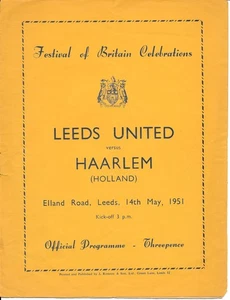 Festival of Britain Celebrations
LEEDS UNITED
versus
HAARLEM
(HOLLAND)
Elland Road, Leeds, 14th May, 1951
Kick-off 3 p.m.
Official Programme - Threepence